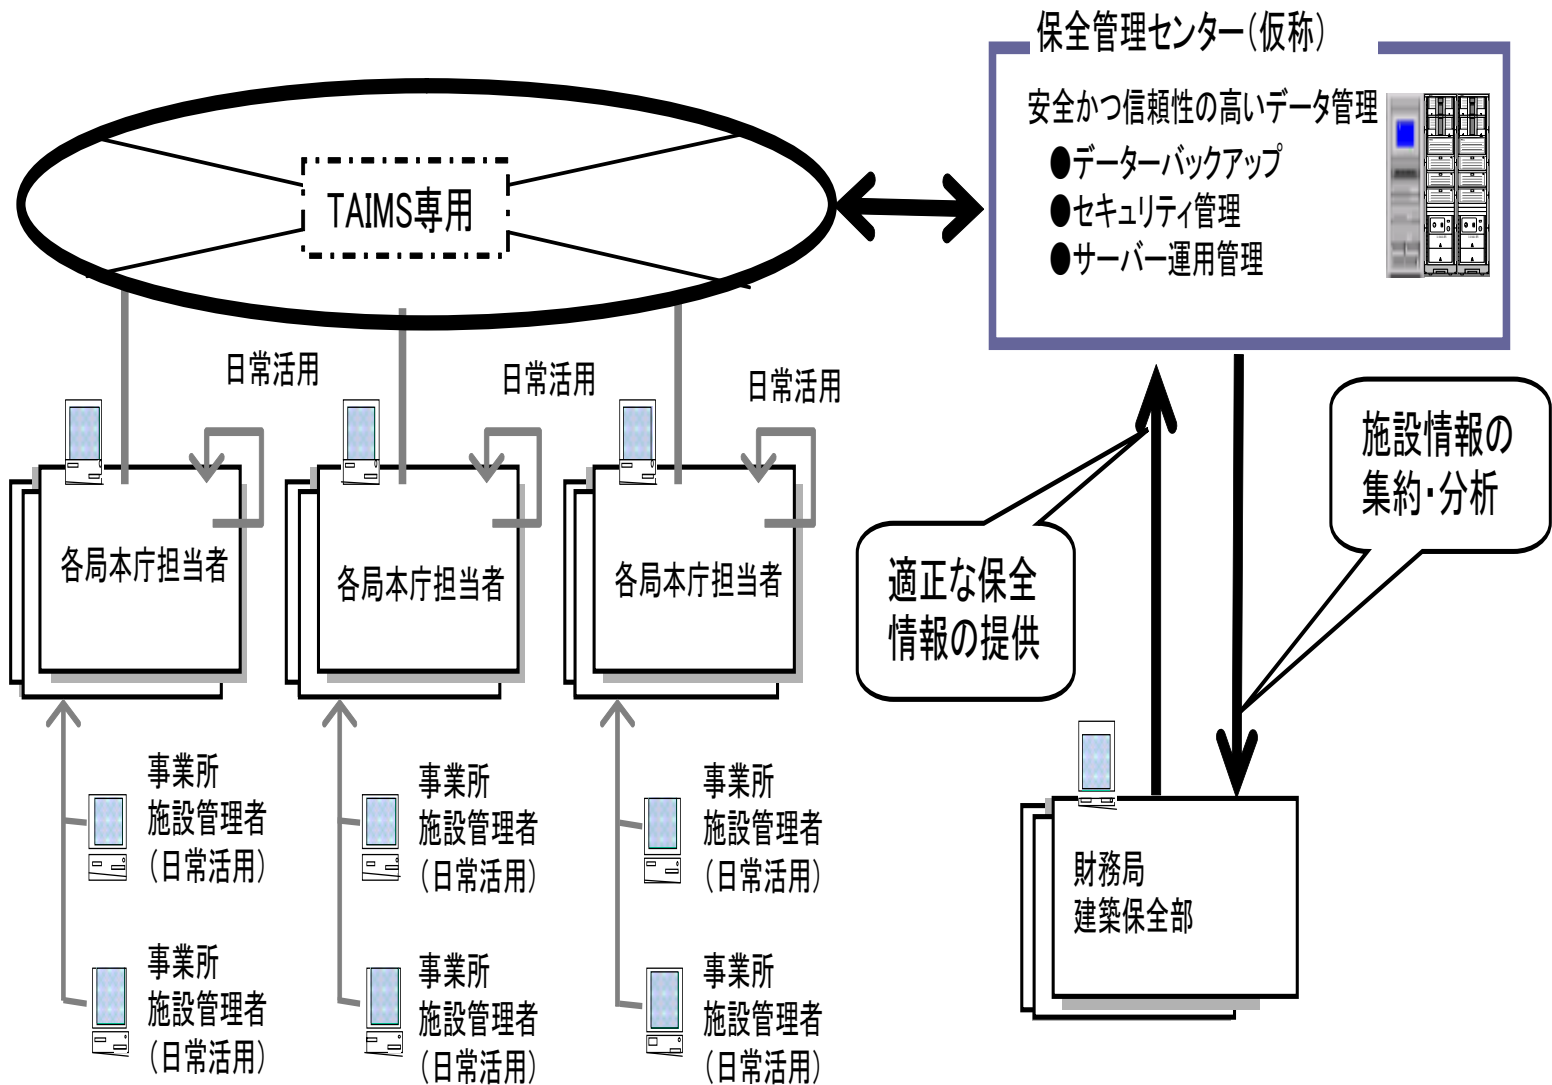 保全管理センター(仮称)
安全かつ信頼性の高いデータ管理
●データーバックアップ
●セキュリティ管理
●サーバー運用管理
TAIMS専用
日常活用
日常活用
日常活用
施設情報の
集約・分析
各局本庁担当者
各局本庁担当者
各局本庁担当者
適正な保全
情報の提供
事業所
施設管理者
(日常活用)
事業所
施設管理者
(日常活用)
事業所
施設管理者
(日常活用)
財務局
建築保全部
事業所
施設管理者
(日常活用)
事業所
施設管理者
(日常活用)
事業所
施設管理者
(日常活用)